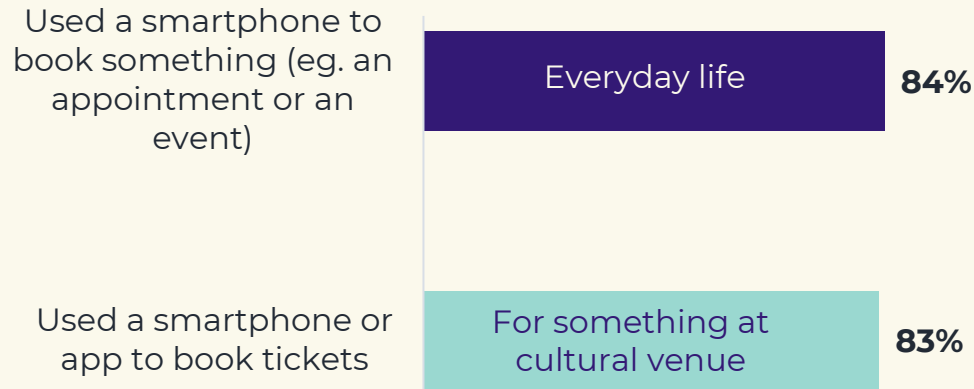 Used a smartphone to
book something (eg. an
appointment or an
event)
Everyday life
84%
Used a smartphone or
app to book tickets
For something at
cultural venue
83%